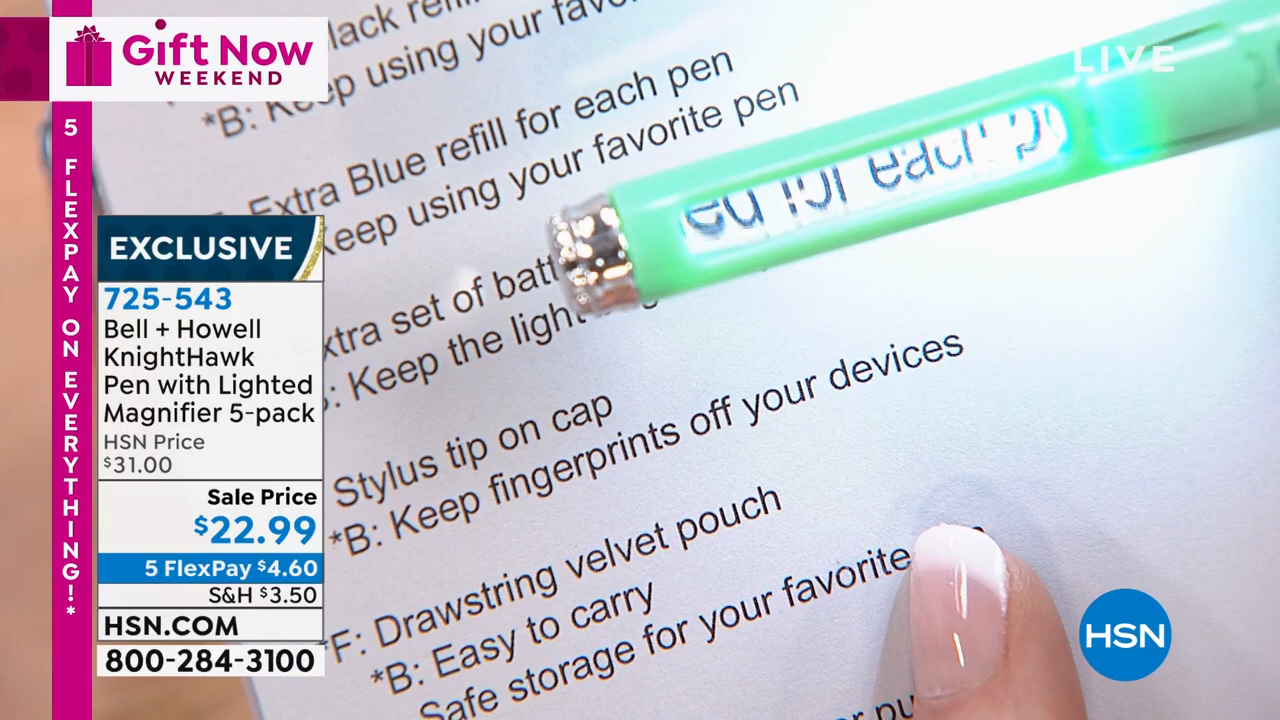 Gift Now
WEEKEND
LIVE
5 FLEXPAY ON EVERYTHING!*
EXCLUSIVE
725-543
Bell + Howell
KnightHawk
Pen with Lighted
Magnifier 5-pack
HSN Price
$31.00
Sale Price
$22.99
5 FlexPay $4.60
S&H $3.50
HSN.COM
800-284-3100
*B: Keep using your
Extra Blue refill for each pen
Keep using your favorite pen
set of
: Keep the light
Stylus tip on cap
*B: Keep fingerprints off your devices
*F: Drawstring velvet pouch
*B: Easy to carry
Safe storage for your favorite
for each
HSN